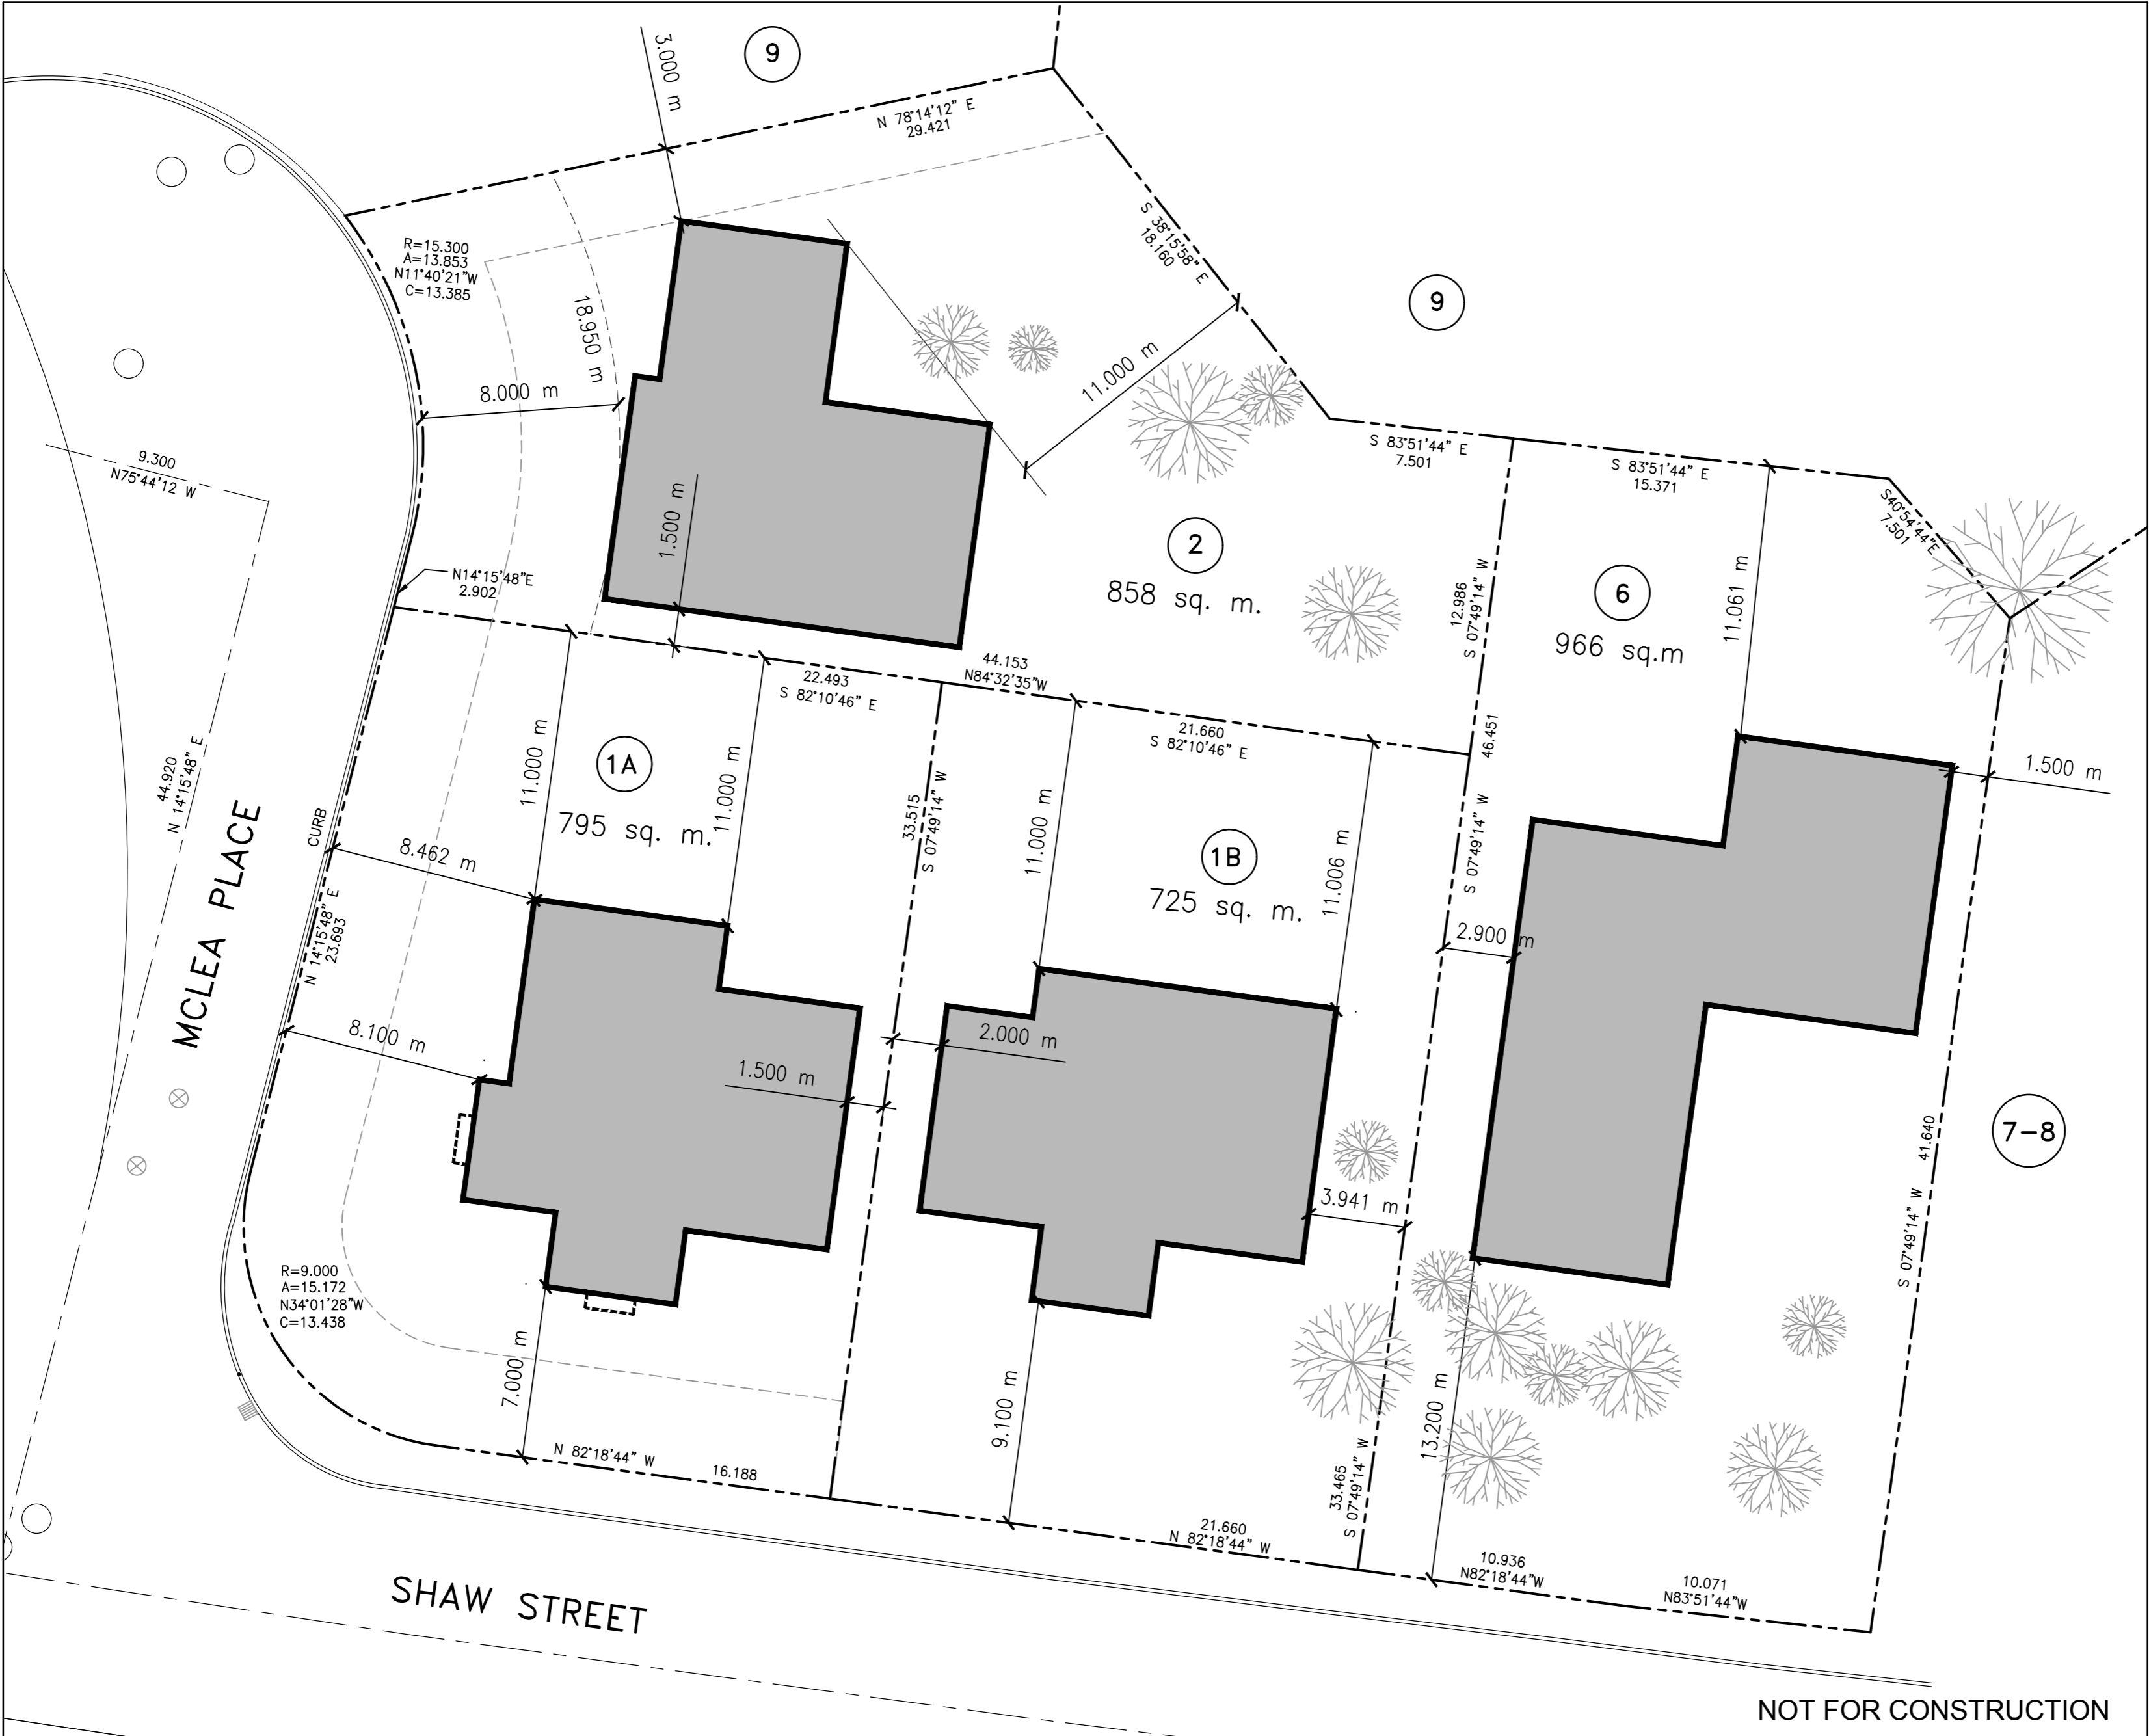 3.000 m
9
N 78°14'12" E
29.421
R=15.300
A=13.853
N11°40'21"W
C=13.385
18.950 m
8.000 m
S 38°15'58" E
18.160
11.000 m
9
9.300
N75°44'12 W
1.500 m
N14°15'48"E
2.902
2
858 sq. m.
S 83°51'44" E
7.501
S 83°51'44" E
15.371
S40°54'44"E
7.501
12.986
S 07°49'14" W
6
966 sq.m
11.061 m
44.153
N84°32'35"W
22.493
S 82°10'46" E
21.660
S 82°10'46" E
46.451
S 07°49'14" W
1.500 m
44.920
N 14°15'48" E
MCLEA PLACE
CURB
11.000 m
1A
795 sq. m.
11.000 m
33.515
S 07°49'14" W
11.000 m
1B
725 sq. m.
11.006 m
8.462 m
N 14°15'48" E
23.693
8.100 m
1.500 m
2.000 m
2.900 m
3.941 m
7-8
41.640
S 07°49'14" W
R=9.000
A=15.172
N34°01'28"W
C=13.438
7.000 m
9.100 m
13.200 m
33.465
S 07°49'14" W
N 82°18'44" W
16.188
21.660
N 82°18'44" W
10.936
N82°18'44"W
10.071
N83°51'44"W
SHAW STREET
NOT FOR CONSTRUCTION